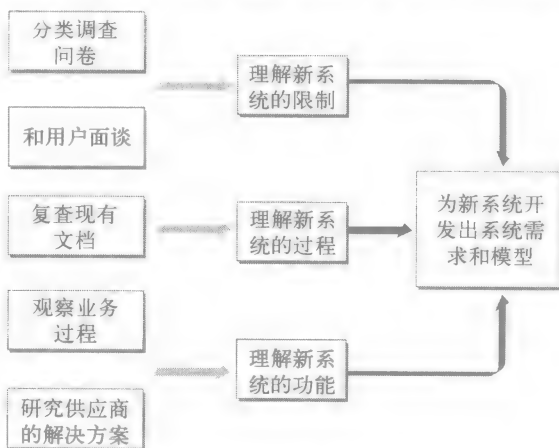 分类调查
问卷
和用户面谈
复查现有
文档
观察业务
过程
研究供应商
的解决方案
理解新系
统的限制
理解新系
统的过程
理解新系
统的功能
为新系统开
发出系统需
求和模型